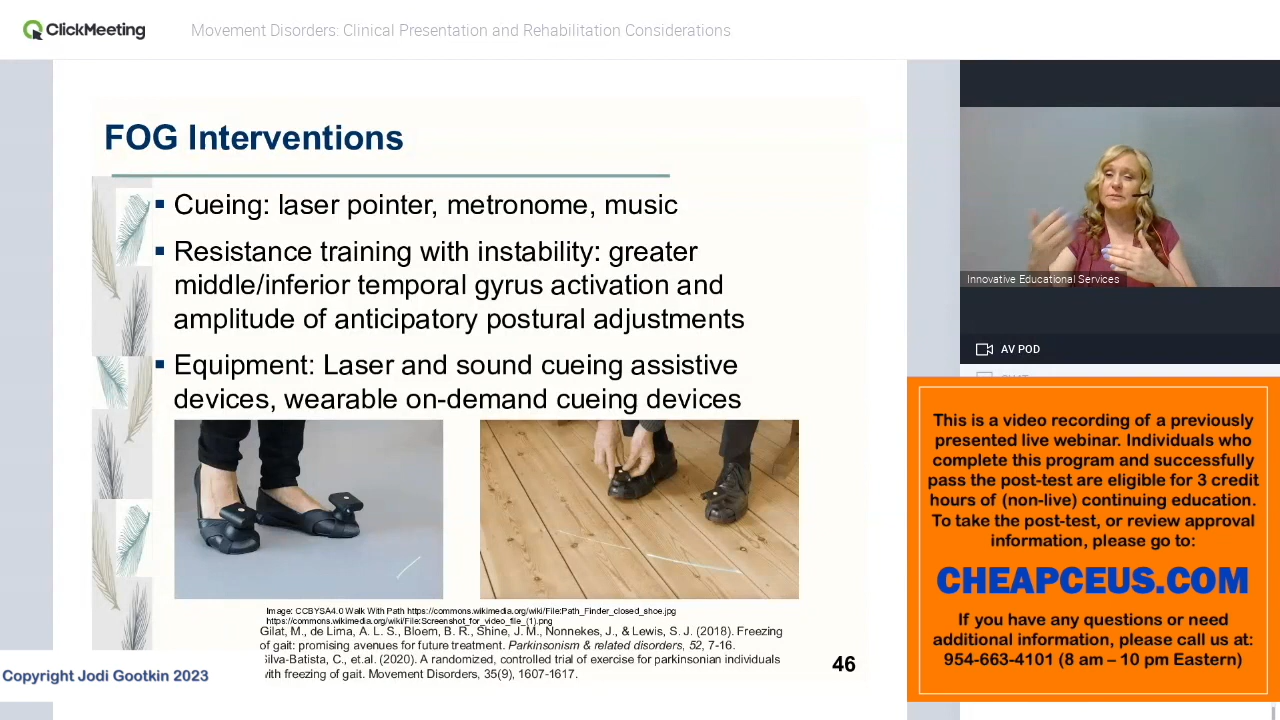 ClickMeeting
Movement Disorders: Clinical Presentation and Rehabilitation Considerations
FOG Interventions
Cueing: laser pointer, metronome, music
Resistance training with instability: greater
middle/inferior temporal gyrus activation and
amplitude of anticipatory postural adjustments
Equipment: Laser and sound cueing assistive
devices, wearable on-demand cueing devices
Image: CCBYSA4.0 Walk With Path https://commons.wikimedia.org/wiki/File:Path_Finder_closed_shoe.jpg
https://commons.wikimedia.org/wiki/File:Screenshot_for_video_file_(1).png
Gilat, M., de Lima, A. L. S., Bloem, B. R., Shine, J. M., Nonnekes, J., & Lewis, S. J. (2018). Freezing
of gait: promising avenues for future treatment. Parkinsonism & related disorders, 52, 7-16.
Silva-Batista, C., et.al. (2020). A randomized, controlled trial of exercise for parkinsonian individuals
with freezing of gait. Movement Disorders, 35(9), 1607-1617.
46
Copyright Jodi Gootkin 2023
Innovative Educational Services
AV POD
This is a video recording of a previously
presented live webinar. Individuals who
complete this program and successfully
pass the post-test are eligible for 3 credit
hours of (non-live) continuing education.
To take the post-test, or review approval
information, please go to:
CHEAPCEUS.COM
If you have any questions or need
additional information, please call us at:
954-663-4101 (8 am – 10 pm Eastern)